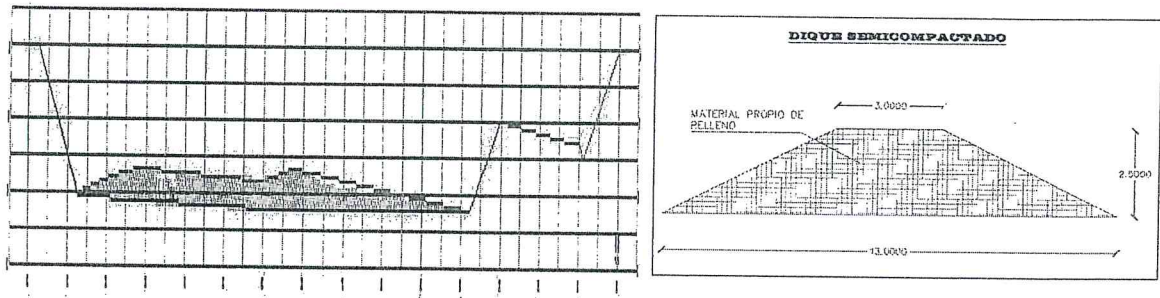 DIQUE SEMICOMPACTADO
3.0000
MATERIAL PROPIO DE
RELLENO
2.5000
13.0000